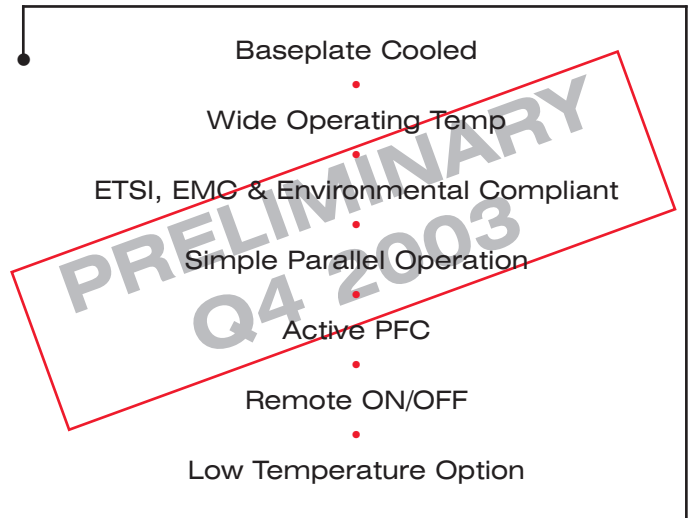 Baseplate Cooled
•
Wide Operating Temp
•
ETSI, EMC & Environmental Compliant
•
Simple Parallel Operation
•
Active PFC
•
Remote ON/OFF
•
Low Temperature Option
PRELIMINARY
Q4 2003